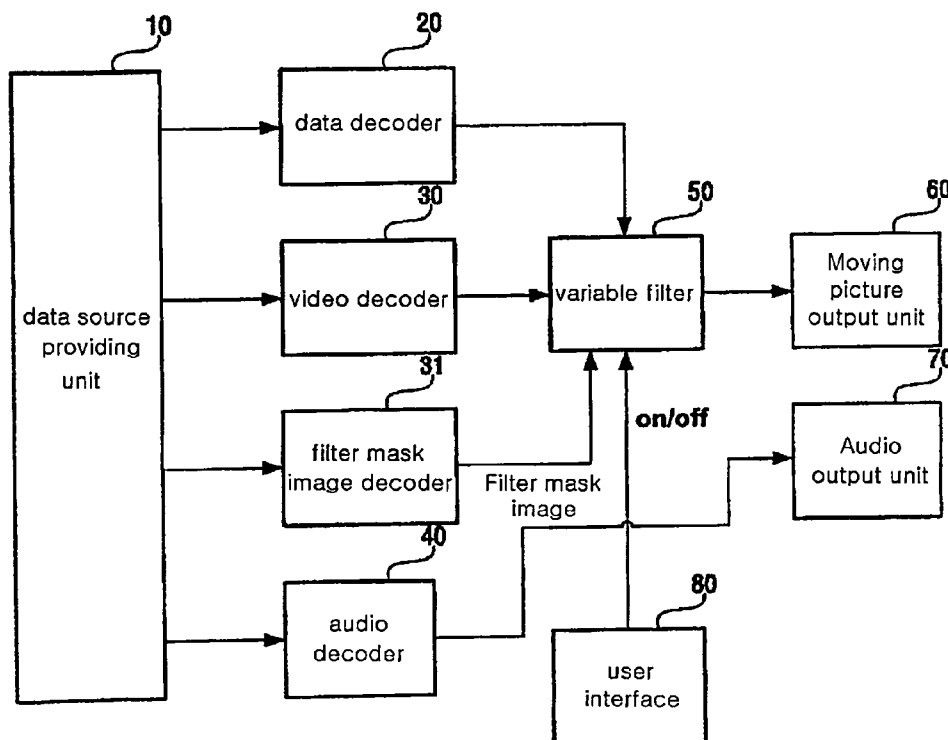 10
20
data decoder
30
video decoder
50
variable filter
60
Moving
picture
output unit
data source
providing
unit
31
filter mask
image decoder
Filter mask
image
on/off
70
Audio
output unit
40
audio
decoder
80
user
interface